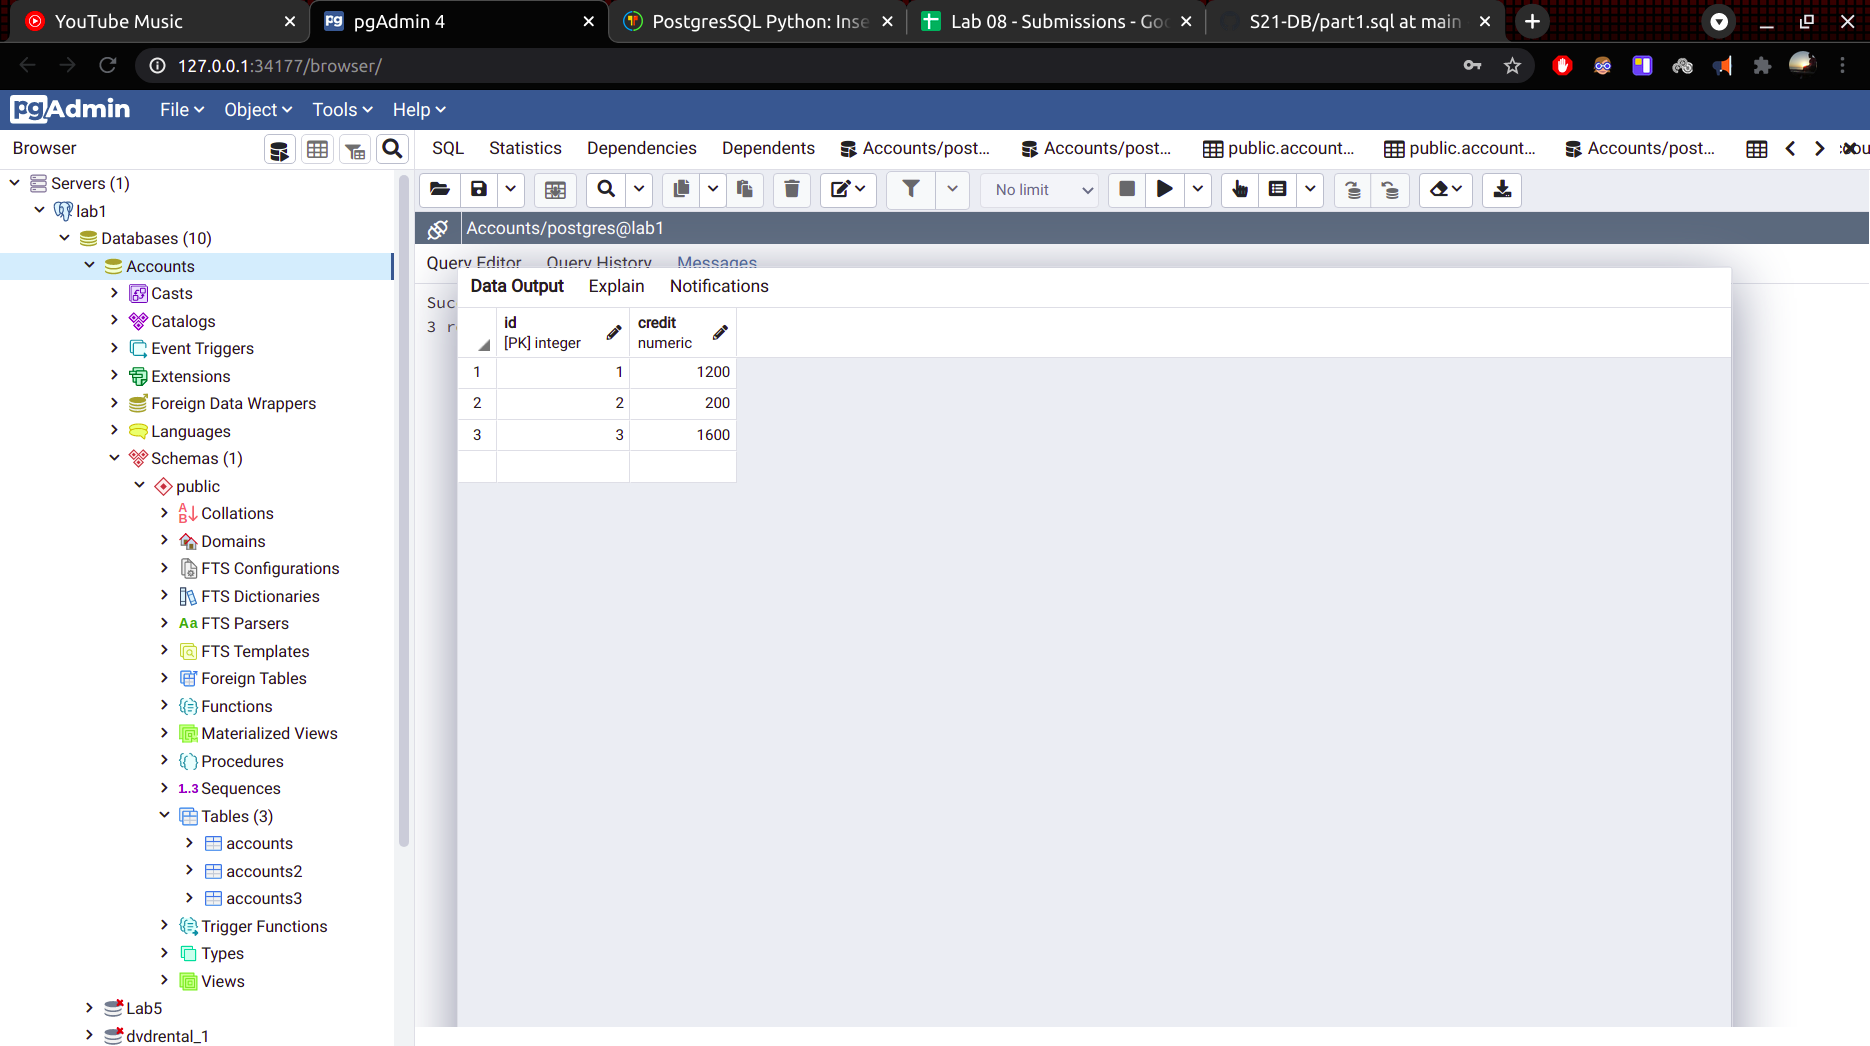 YouTube Music
pgAdmin 4
PostgresSQL Python: Inse
Lab 08 - Submissions - Goo
S21-DB/part1.sql at main
127.0.0.1:34177/browser/
pgAdmin
File
Object
Tools
Help
Browser
SQL
Statistics
Dependencies
Dependents
Accounts/post...
Accounts/post...
public.account...
public.account...
Accounts/post...
No limit
Accounts/postgres@lab1
Query Editor
Query History
Messages
Suc
3 r
Data Output
Explain
Notifications
id
[PK] integer
credit
numeric
1 1 1200
2 2 200
3 3 1600
Servers (1)
lab1
Databases (10)
Accounts
Casts
Catalogs
Event Triggers
Extensions
Foreign Data Wrappers
Languages
Schemas (1)
public
Collations
Domains
FTS Configurations
FTS Dictionaries
Aa FTS Parsers
FTS Templates
Foreign Tables
Functions
Materialized Views
Procedures
1..3 Sequences
Tables (3)
accounts
accounts2
accounts3
Trigger Functions
Types
Views
Lab5
dvdrental_1